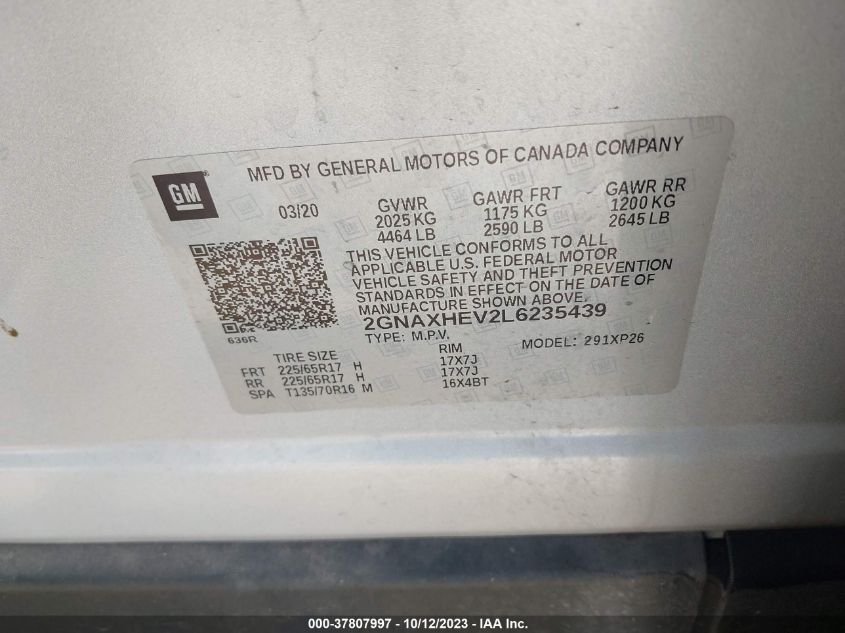 MFD BY GENERAL MOTORS OF CANADA COMPANY
GM
03/20
GVWR GAWR FRT GAWR RR
2025 KG 1175 KG 1200 KG
4464 LB 2590 LB 2645 LB
THIS VEHICLE CONFORMS TO ALL
APPLICABLE U.S. FEDERAL MOTOR
VEHICLE SAFETY AND THEFT PREVENTION
STANDARDS IN EFFECT ON THE DATE OF
MANUFACTURE SHOWN ABOVE.
2GNAXHEV2L6235439
636R
TYPE: M.P.V. MODEL: 291XP26
TIRE SIZE RIM
FRT 225/65R17 H 17X7J
RR 225/65R17 H 17X7J
SPA T135/70R16 M 16X4BT
000-37807997 - 10/12/2023 - IAA Inc.